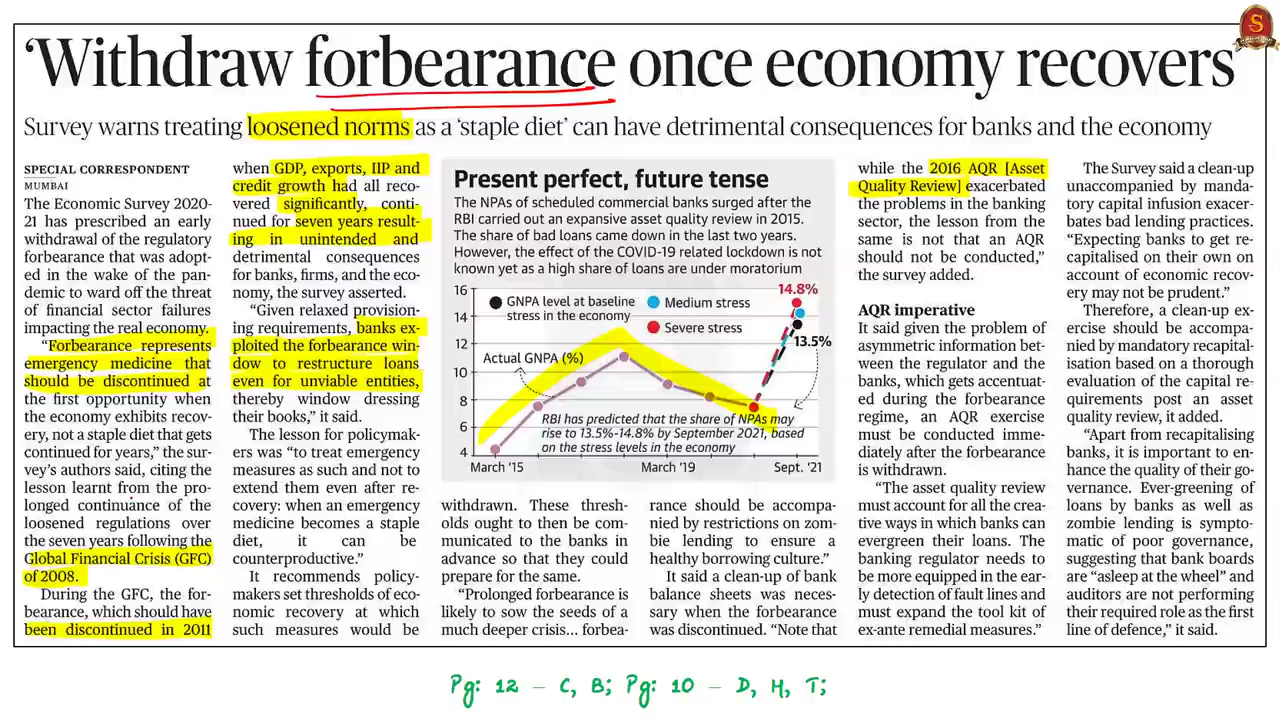 ‘Withdraw forbearance once economy recovers’
Survey warns treating loosened norms as a ‘staple diet’ can have detrimental consequences for banks and the economy
SPECIAL CORRESPONDENT
MUMBAI
The Economic Survey 2020-
21 has prescribed an early
withdrawal of the regulatory
forbearance that was adopt-
ed in the wake of the pan-
demic to ward off the threat
of financial sector failures
impacting the real economy.
“Forbearance represents
emergency medicine that
should be discontinued at
the first opportunity when
the economy exhibits recov-
ery, not a staple diet that gets
continued for years,” the sur-
vey’s authors said, citing the
lesson learnt from the pro-
longed continuance of the
loosened regulations over
the seven years following the
Global Financial Crisis (GFC)
of 2008.
During the GFC, the for-
bearance, which should have
been discontinued in 2011
when GDP, exports, IIP and
credit growth had all reco-
vered significantly, conti-
nued for seven years result-
ing in unintended and
detrimental consequences
for banks, firms, and the eco-
nomy, the survey asserted.
“Given relaxed provision-
ing requirements, banks ex-
ploited the forbearance win-
dow to restructure loans
even for unviable entities,
thereby window dressing
their books,” it said.
The lesson for policymak-
ers was “to treat emergency
measures as such and not to
extend them even after re-
covery: when an emergency
medicine becomes a staple
diet, it can be
counterproductive.”
It recommends policy-
makers set thresholds of eco-
nomic recovery at which
such measures would be
Present perfect, future tense
The NPAs of scheduled commercial banks surged after the
RBI carried out an expansive asset quality review in 2015.
The share of bad loans came down in the last two years.
However, the effect of the COVID-19 related lockdown is not
known yet as a high share of loans are under moratorium
16
14
12
10
8
6
4
GNPA level at baseline
stress in the economy
Medium stress
Severe stress
14.8%
13.5%
Actual GNPA (%)
RBI has predicted that the share of NPAs may
rise to 13.5%-14.8% by September 2021, based
on the stress levels in the economy
March '15
March '19
Sept. '21
withdrawn. These thresh-
olds ought to then be com-
municated to the banks in
advance so that they could
prepare for the same.
“Prolonged forbearance is
likely to sow the seeds of a
much deeper crisis... forbea-
rance should be accompa-
nied by restrictions on zom-
bie lending to ensure a
healthy borrowing culture.”
It said a clean-up of bank
balance sheets was neces-
sary when the forbearance
was discontinued. “Note that
while the 2016 AQR [Asset
Quality Review] exacerbated
the problems in the banking
sector, the lesson from the
same is not that an AQR
should not be conducted,”
the survey added.
AQR imperative
It said given the problem of
asymmetric information bet-
ween the regulator and the
banks, which gets accentuat-
ed during the forbearance
regime, an AQR exercise
must be conducted imme-
diately after the forbearance
is withdrawn.
“The asset quality review
must account for all the crea-
tive ways in which banks can
evergreen their loans. The
banking regulator needs to
be more equipped in the ear-
ly detection of fault lines and
must expand the tool kit of
ex-ante remedial measures.”
The Survey said a clean-up
unaccompanied by manda-
tory capital infusion exacer-
bates bad lending practices.
“Expecting banks to get re-
capitalised on their own on
account of economic recov-
ery may not be prudent.”
Therefore, a clean-up ex-
ercise should be accompa-
nied by mandatory recapital-
isation based on a thorough
evaluation of the capital re-
quirements post an asset
quality review, it added.
“Apart from recapitalising
banks, it is important to en-
hance the quality of their go-
vernance. Ever-greening of
loans by banks as well as
zombie lending is sympto-
matic of poor governance,
suggesting that bank boards
are “asleep at the wheel” and
auditors are not performing
their required role as the first
line of defence,” it said.
Pg: 12 – C, B; Pg: 10 – D, H, T;